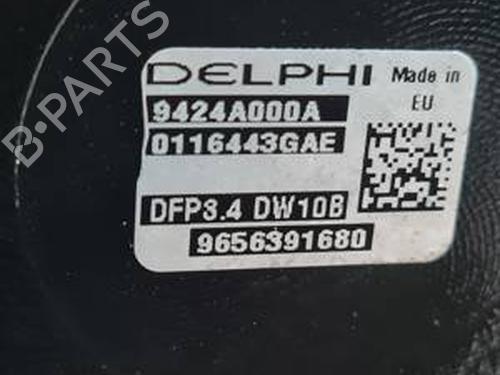 B-PARTS
DELPHI Made in
EU
9424A000A
0116443GAE
DFP3.4 DW10B
9656391680